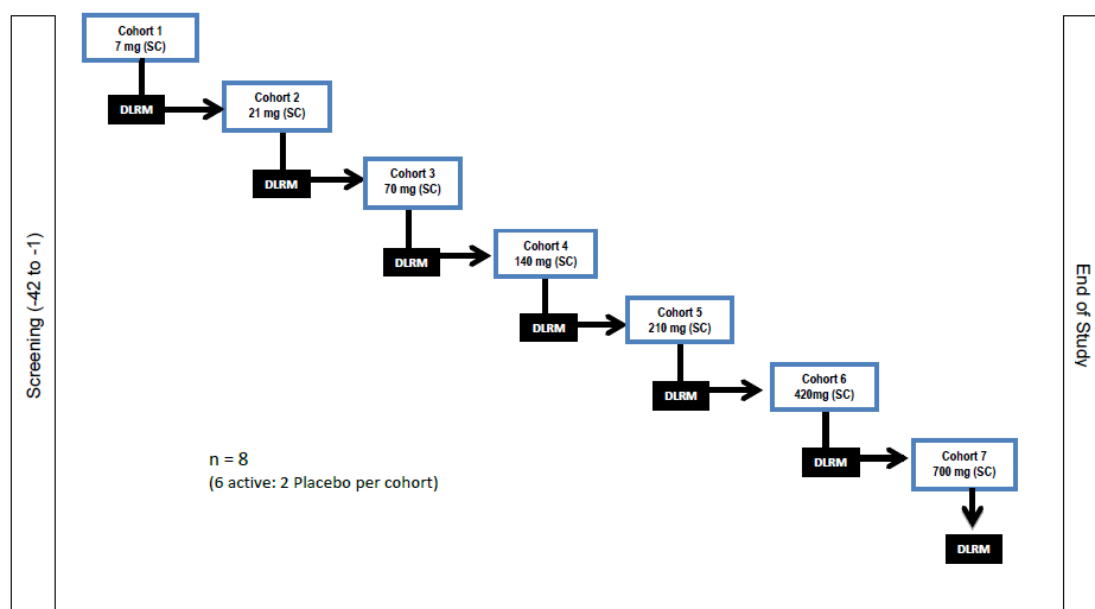 Screening (-42 to -1)
Cohort 1
7 mg (SC)
DLRM
Cohort 2
21 mg (SC)
DLRM
Cohort 3
70 mg (SC)
DLRM
Cohort 4
140 mg (SC)
DLRM
Cohort 5
210 mg (SC)
DLRM
Cohort 6
420mg (SC)
DLRM
Cohort 7
700 mg (SC)
DLRM
n = 8
(6 active: 2 Placebo per cohort)
End of Study